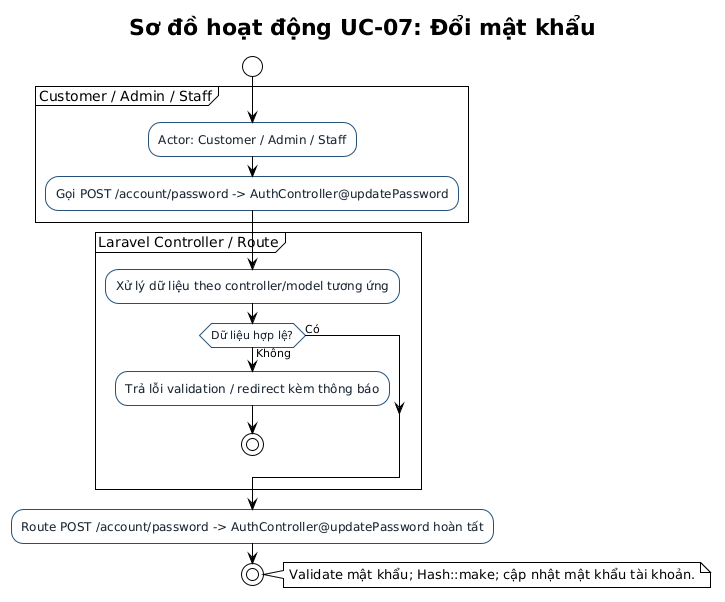 Sơ đồ hoạt động UC-07: Đổi mật khẩu
Customer / Admin / Staff
Actor: Customer / Admin / Staff
Gọi POST /account/password -> AuthController@updatePassword
Laravel Controller / Route
Xử lý dữ liệu theo controller/model tương ứng
Dữ liệu hợp lệ?
Có
Không
Trả lỗi validation / redirect kèm thông báo
Route POST /account/password -> AuthController@updatePassword hoàn tất
Validate mật khẩu; Hash::make; cập nhật mật khẩu tài khoản.